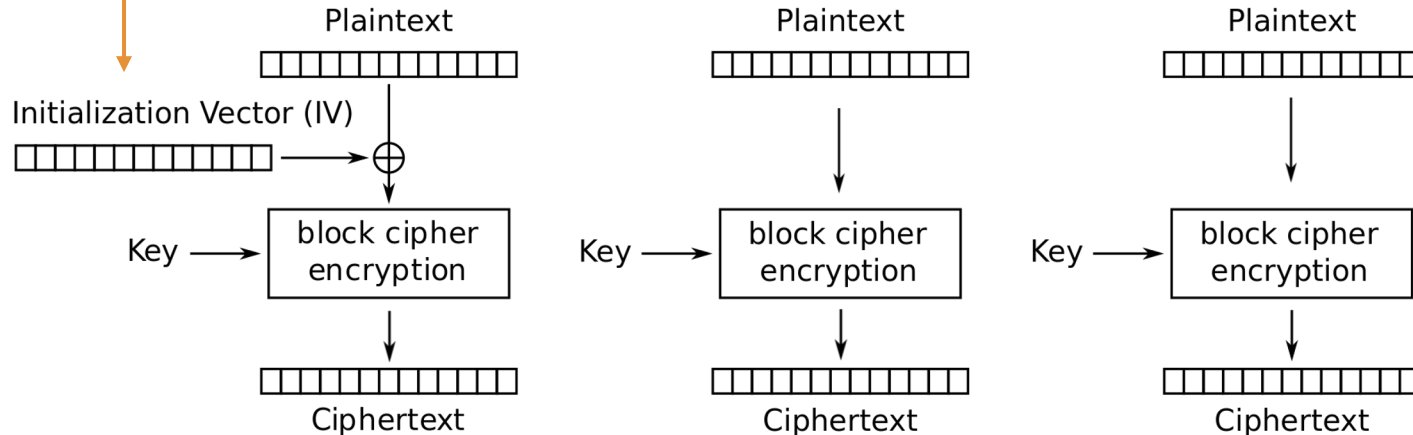 Plaintext
Plaintext
Plaintext
Initialization Vector (IV)
Key
block cipher
encryption
Key
block cipher
encryption
Key
block cipher
encryption
Ciphertext
Ciphertext
Ciphertext